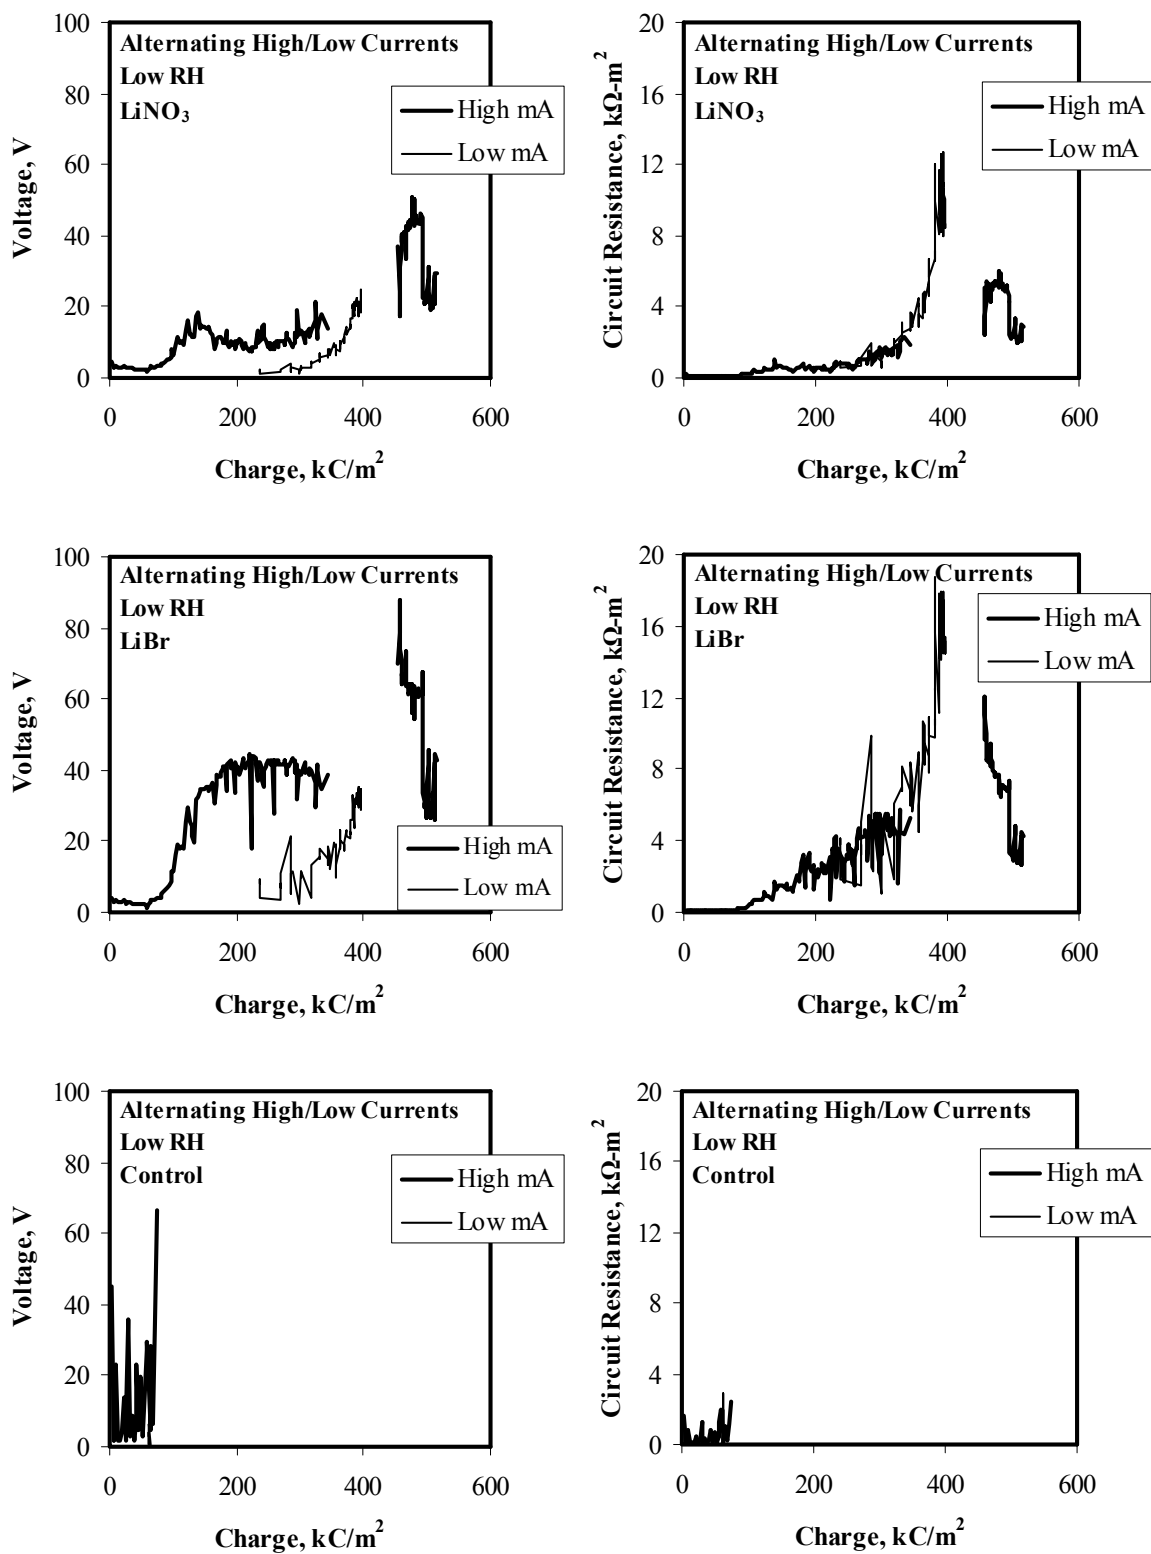 100
80
60
40
20
0
Voltage, V
Alternating High/Low Currents
Low RH
LiNO₃
High mA
Low mA
0 200 400 600
Charge, kC/m²
20
16
12
8
4
0
Circuit Resistance, kΩ-m²
Alternating High/Low Currents
Low RH
LiNO₃
High mA
Low mA
0 200 400 600
Charge, kC/m²
100
80
60
40
20
0
Voltage, V
Alternating High/Low Currents
Low RH
LiBr
High mA
Low mA
0 200 400 600
Charge, kC/m²
20
16
12
8
4
0
Circuit Resistance, kΩ-m²
Alternating High/Low Currents
Low RH
LiBr
High mA
Low mA
0 200 400 600
Charge, kC/m²
100
80
60
40
20
0
Voltage, V
Alternating High/Low Currents
Low RH
Control
High mA
Low mA
0 200 400 600
Charge, kC/m²
20
16
12
8
4
0
Circuit Resistance, kΩ-m²
Alternating High/Low Currents
Low RH
Control
High mA
Low mA
0 200 400 600
Charge, kC/m²